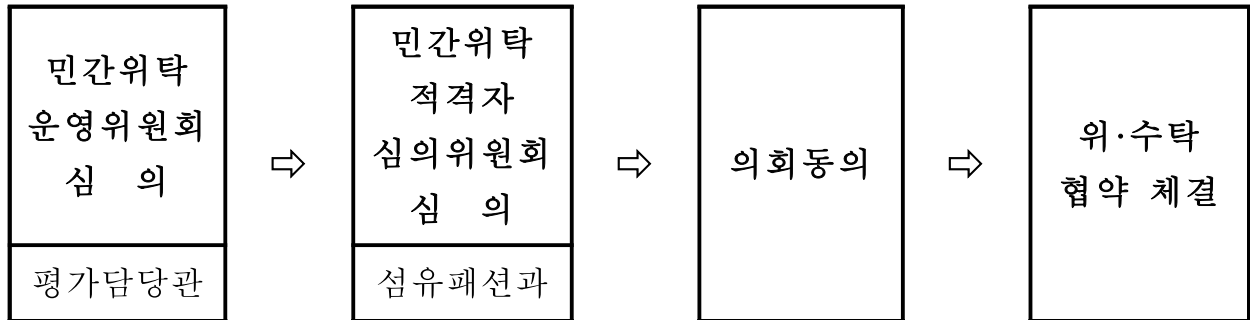 민간위탁
운영위원회
심 의
평가담당관
⇨
민간위탁
적격자
심의위원회
심 의
섬유패션과
⇨
의회동의
⇨
위·수탁
협약 체결